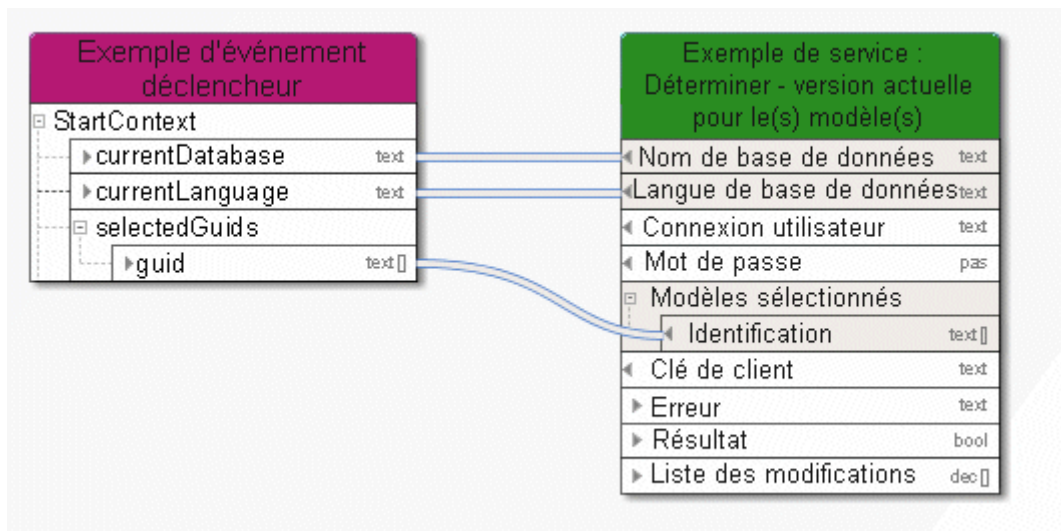 Exemple d'événement
déclencheur
StartContext
currentDatabase text
currentLanguage text
selectedGuids
guid text[]
Exemple de service :
Déterminer - version actuelle
pour le(s) modèle(s)
Nom de base de données text
Langue de base de données text
Connexion utilisateur text
Mot de passe pas
Modèles sélectionnés
Identification text[]
Clé de client text
Erreur text
Résultat bool
Liste des modifications dec[]